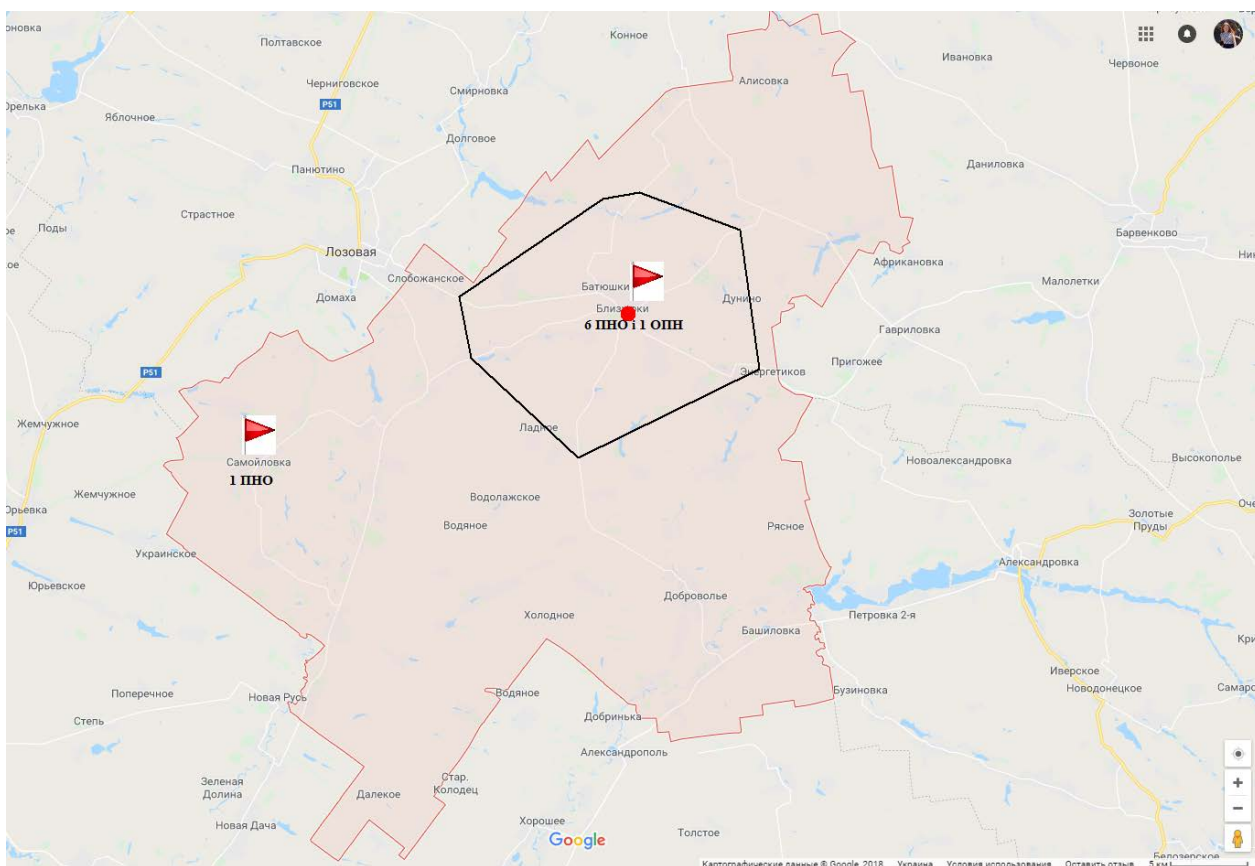 Конное
Полтавское
Ивановка
Червоное
Черниговское
Смирновка
Алисовка
P51
Яблочное
Долговое
Панютино
Даниловка
Страстное
Поды
Барвенково
Лозовая
Африкановка
Слобожанское
Малолетки
Батюшки
Домаха
Дунино
6 ПНО і 1 ОПН
Гавриловка
Пригожее
P51
Энергетиков
Жемчужное
Ладное
Самойловка
Новоалександровка
Высокополье
1 ПНО
Жемчужное
Водолажское
Золотые
Пруды
P51
Водяное
Рясное
Украинское
Александровка
Юрьевское
Доброволье
Холодное
Петровка 2-я
Башиловка
Иверское
Поперечное
Новая Русь
Водяное
Бузиновка
Новодонецкое
Степь
Добринька
Александрополь
Зеленая
Долина
Стар.
Колодец
Далекое
Новая Дача
Хорошее
Google
Толстое
Картографические данные © Google, 2018 Украина Условия использования Оставить отзыв 5 км